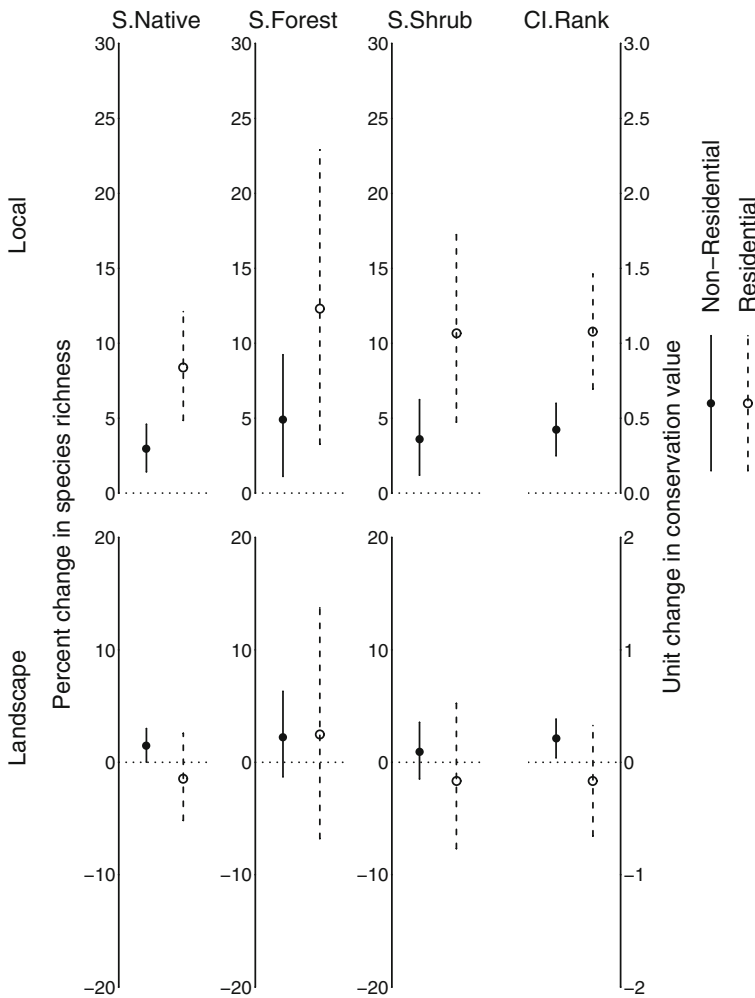 S.Native S.Forest S.Shrub CI.Rank
30 30 30 3.0
25 25 25 2.5
20 20 20 2.0
15 15 15 1.5
10 10 10 1.0
5 5 5 0.5
0 0 0 0.0
20 20 20 2
10 10 10 1
0 0 0 0
−10 −10 −10 −1
−20 −20 −20 −2
Local
Landscape
Percent change in species richness
Unit change in conservation value
Non−Residential
Residential